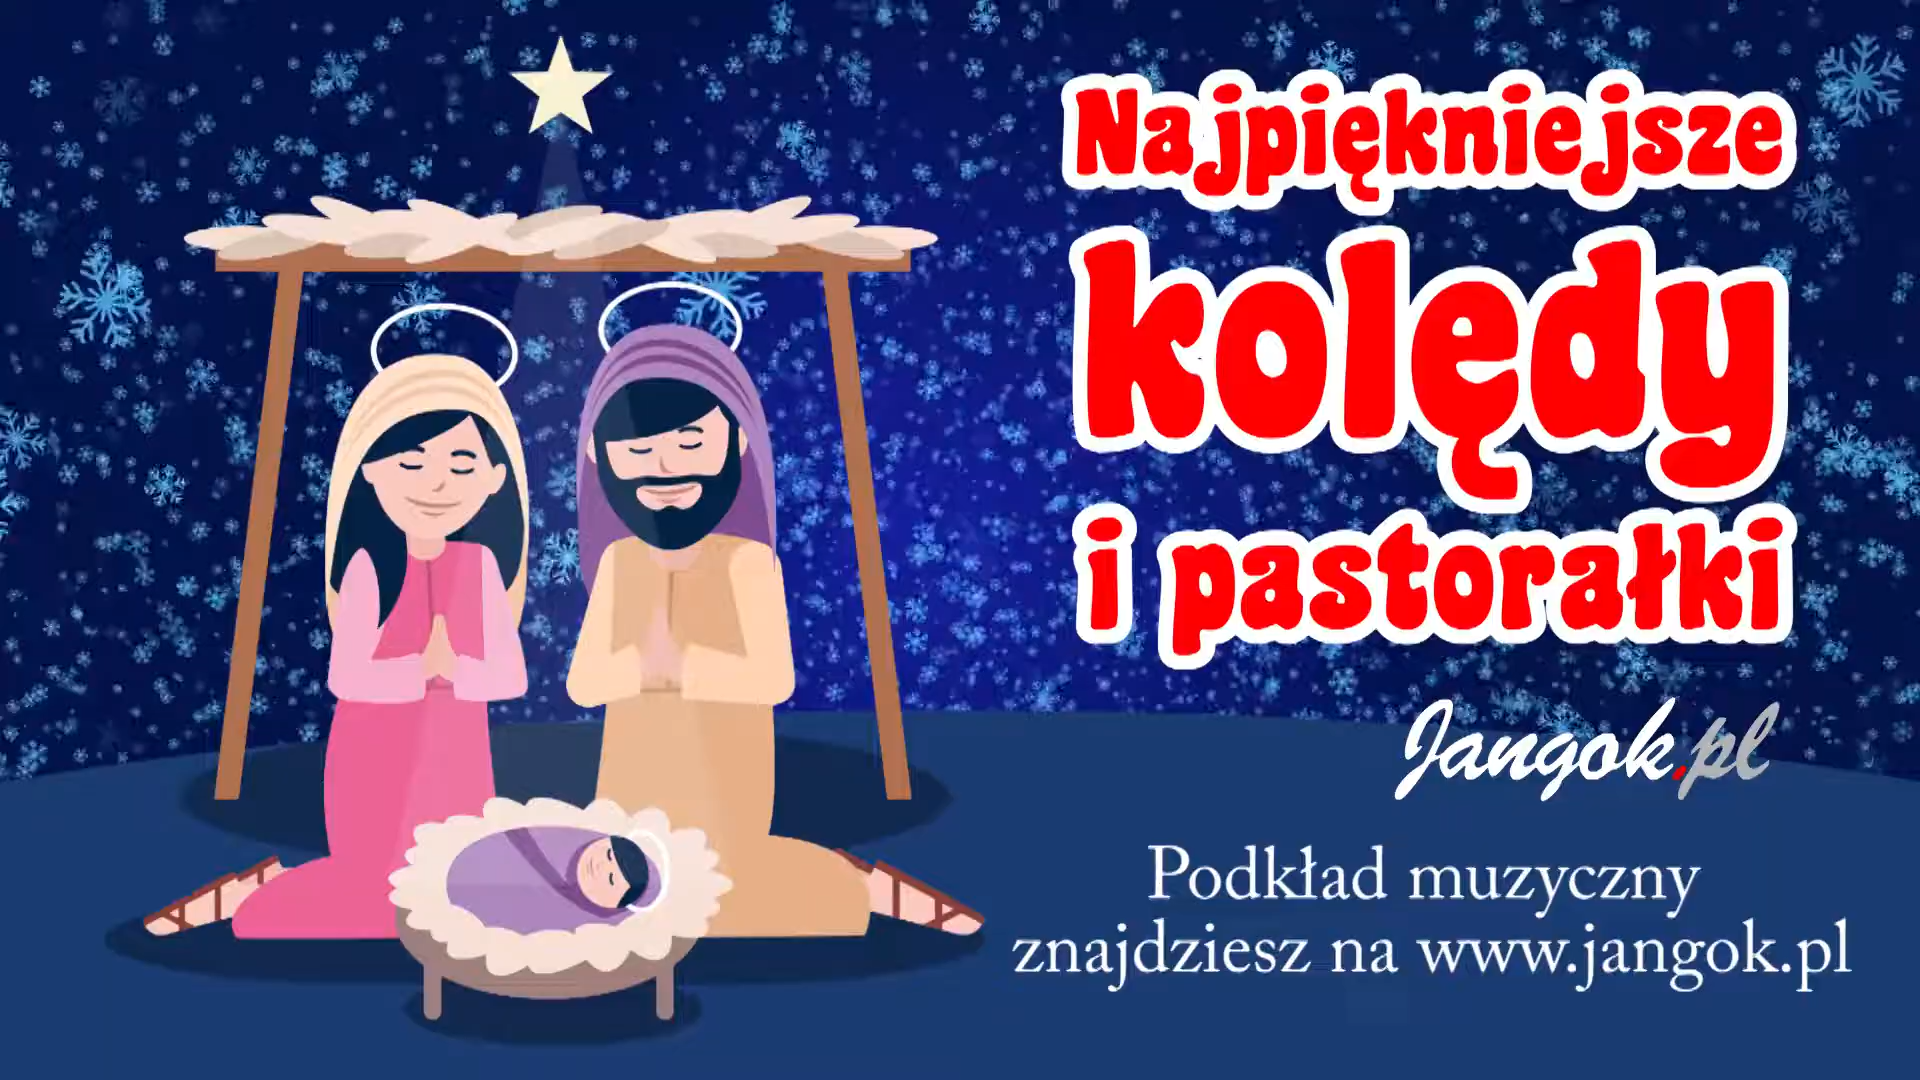 Najpiękniejsze
kolędy
i pastorałki
Jangok.pl
Podkład muzyczny
znajdziesz na www.jangok.pl